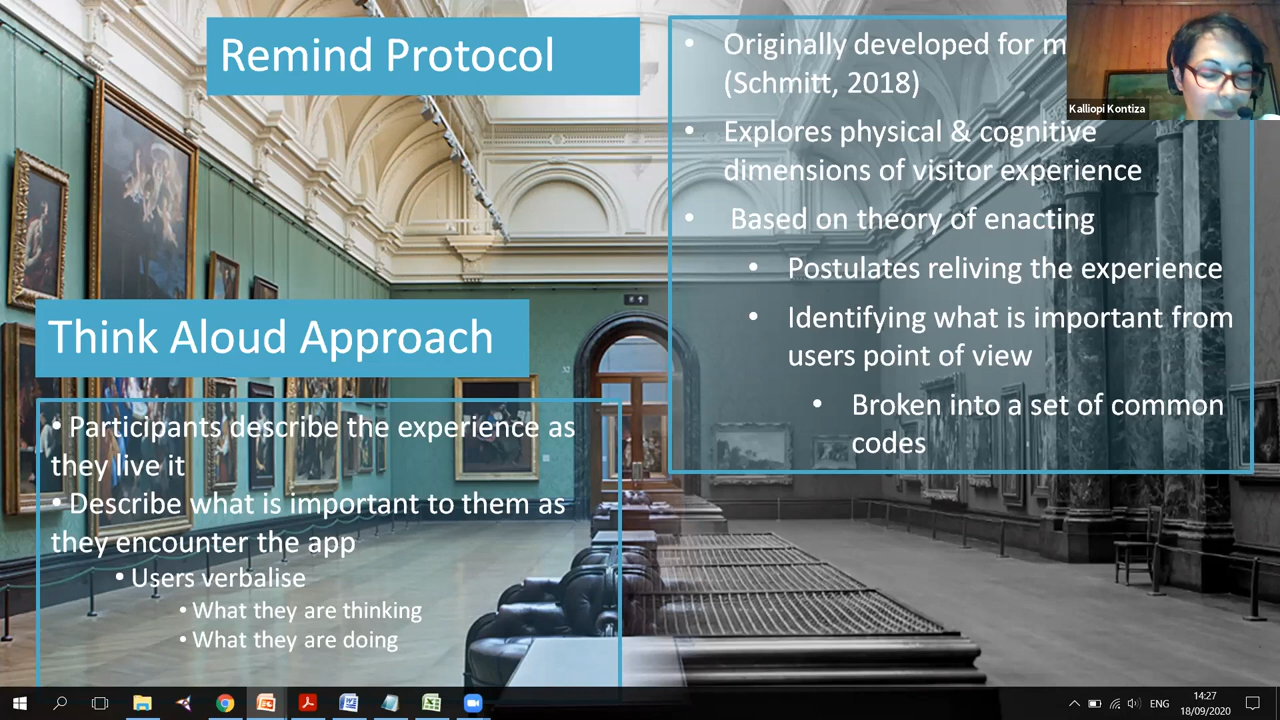 Remind Protocol
• Originally developed for m
(Schmitt, 2018)
• Explores physical & cognitive
dimensions of visitor experience
• Based on theory of enacting
• Postulates reliving the experience
• Identifying what is important from
users point of view
• Broken into a set of common
codes
Think Aloud Approach
• Participants describe the experience as
they live it
• Describe what is important to them as
they encounter the app
• Users verbalise
• What they are thinking
• What they are doing
Kalliopi Kontiza
32
ENG
14:27
18/09/2020